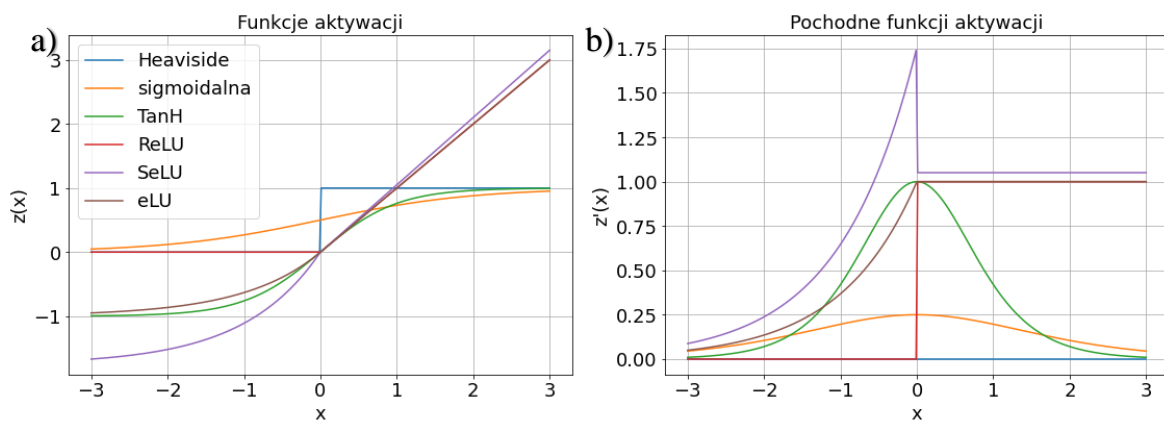 a)
Funkcje aktywacji
Heaviside
sigmoidalna
TanH
ReLU
SeLU
eLU
3
2
1
0
−1
z(x)
−3 −2 −1 0 1 2 3
x
b)
Pochodne funkcji aktywacji
1.75
1.50
1.25
1.00
0.75
0.50
0.25
0.00
z'(x)
−3 −2 −1 0 1 2 3
x